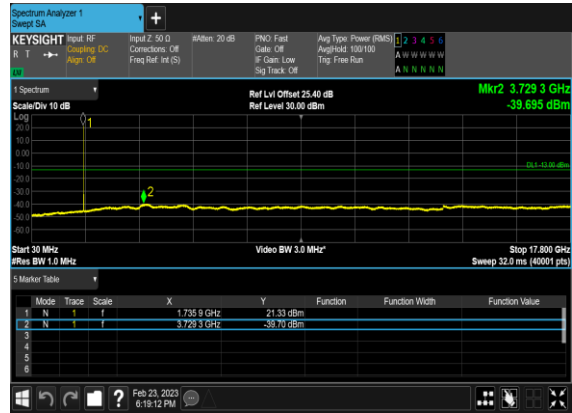 Spectrum Analyzer 1
Swept SA
KEYSIGHT Input: RF Input Z: 50 Ω #Atten: 20 dB PNO: Fast Avg Type: Power (RMS) 1 2 3 4 5 6
R T Coupling: DC Corrections: Off Gate: Off Avg|Hold: 100/100 A W W W W W
Align: Off Freq Ref: Int (S) IF Gain: Low Trig: Free Run
Sig Track: Off A N N N N N
1 Spectrum Ref Lvl Offset 25.40 dB Mkr2 3.729 3 GHz
Scale/Div 10 dB Ref Level 30.00 dBm -39.695 dBm
Log
20.0
10.0
0.00
-10.0
-20.0
-30.0
-40.0
-50.0
-60.0
1
2
DL1 -13.00 dBm
Start 30 MHz Video BW 3.0 MHz* Stop 17.800 GHz
#Res BW 1.0 MHz Sweep 32.0 ms (40001 pts)
5 Marker Table
Mode Trace Scale X Y Function Function Width Function Value
1 N 1 f 1.735 9 GHz 21.33 dBm
2 N 1 f 3.729 3 GHz -39.70 dBm
3
4
5
6
? Feb 23, 2023
6:19:12 PM